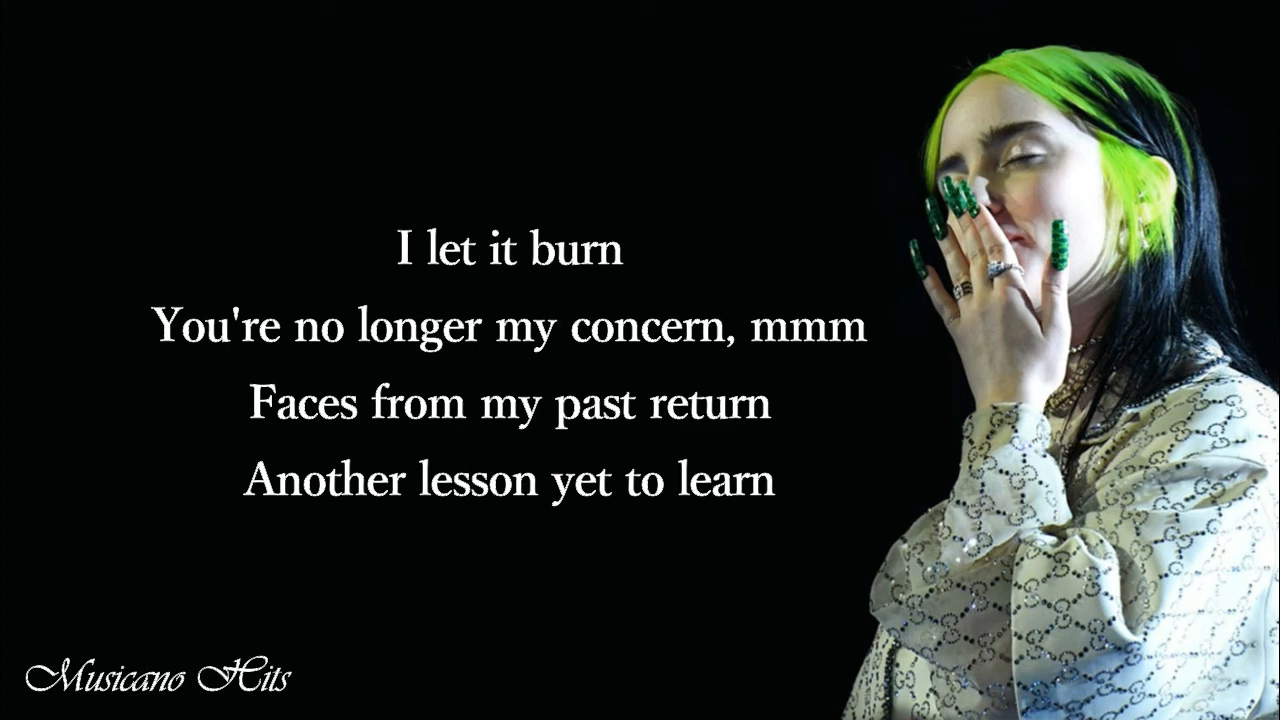 I let it burn
You're no longer my concern, mmm
Faces from my past return
Another lesson yet to learn
Musicano Hits